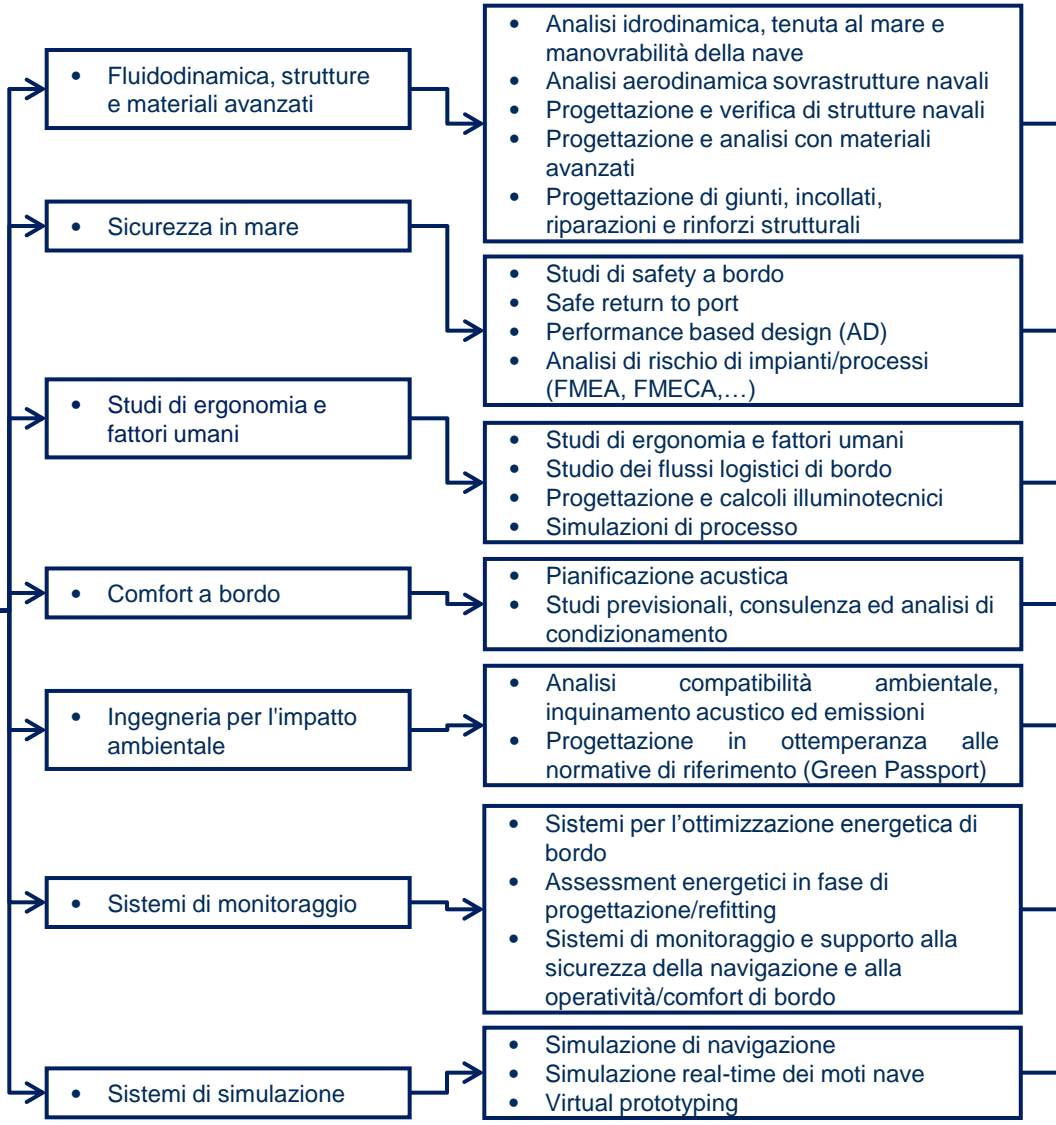 • Fluidodinamica, strutture
e materiali avanzati
• Analisi idrodinamica, tenuta al mare e
manovrabilità della nave
• Analisi aerodinamica sovrastrutture navali
• Progettazione e verifica di strutture navali
• Progettazione e analisi con materiali
avanzati
• Progettazione di giunti, incollati,
riparazioni e rinforzi strutturali
• Sicurezza in mare
• Studi di safety a bordo
• Safe return to port
• Performance based design (AD)
• Analisi di rischio di impianti/processi
(FMEA, FMECA,…)
• Studi di ergonomia e
fattori umani
• Studi di ergonomia e fattori umani
• Studio dei flussi logistici di bordo
• Progettazione e calcoli illuminotecnici
• Simulazioni di processo
• Comfort a bordo
• Pianificazione acustica
• Studi previsionali, consulenza ed analisi di
condizionamento
• Ingegneria per l'impatto
ambientale
• Analisi compatibilità ambientale,
inquinamento acustico ed emissioni
• Progettazione in ottemperanza alle
normative di riferimento (Green Passport)
• Sistemi di monitoraggio
• Sistemi per l’ottimizzazione energetica di
bordo
• Assessment energetici in fase di
progettazione/refitting
• Sistemi di monitoraggio e supporto alla
sicurezza della navigazione e alla
operatività/comfort di bordo
• Sistemi di simulazione
• Simulazione di navigazione
• Simulazione real-time dei moti nave
• Virtual prototyping